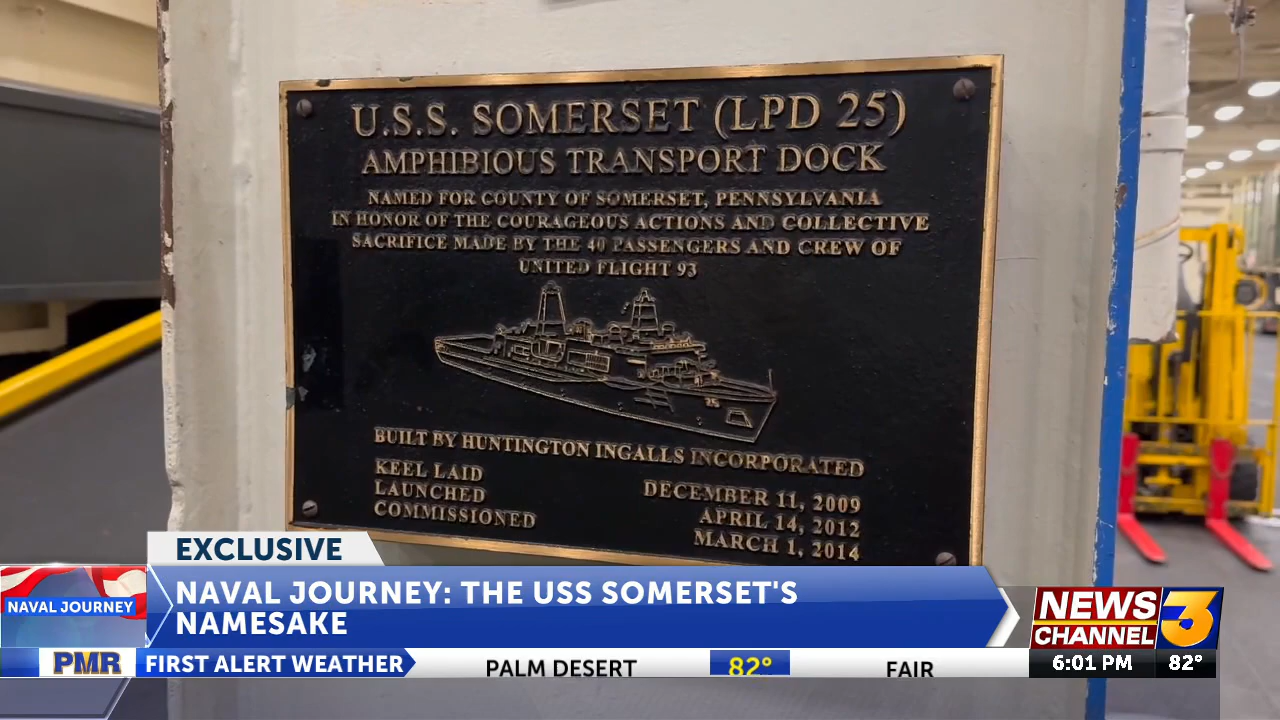 U.S.S. SOMERSET (LPD 25)
AMPHIBIOUS TRANSPORT DOCK
NAMED FOR COUNTY OF SOMERSET, PENNSYLVANIA
IN HONOR OF THE COURAGEOUS ACTIONS AND COLLECTIVE
SACRIFICE MADE BY THE 40 PASSENGERS AND CREW OF
UNITED FLIGHT 93
25
BUILT BY HUNTINGTON INGALLS INCORPORATED
KEEL LAID DECEMBER 11, 2009
LAUNCHED APRIL 14, 2012
COMMISSIONED MARCH 1, 2014
EXCLUSIVE
NAVAL JOURNEY
NAVAL JOURNEY: THE USS SOMERSET'S
NAMESAKE
NEWS
CHANNEL 3
PMR FIRST ALERT WEATHER PALM DESERT 82° FAIR
6:01 PM 82°